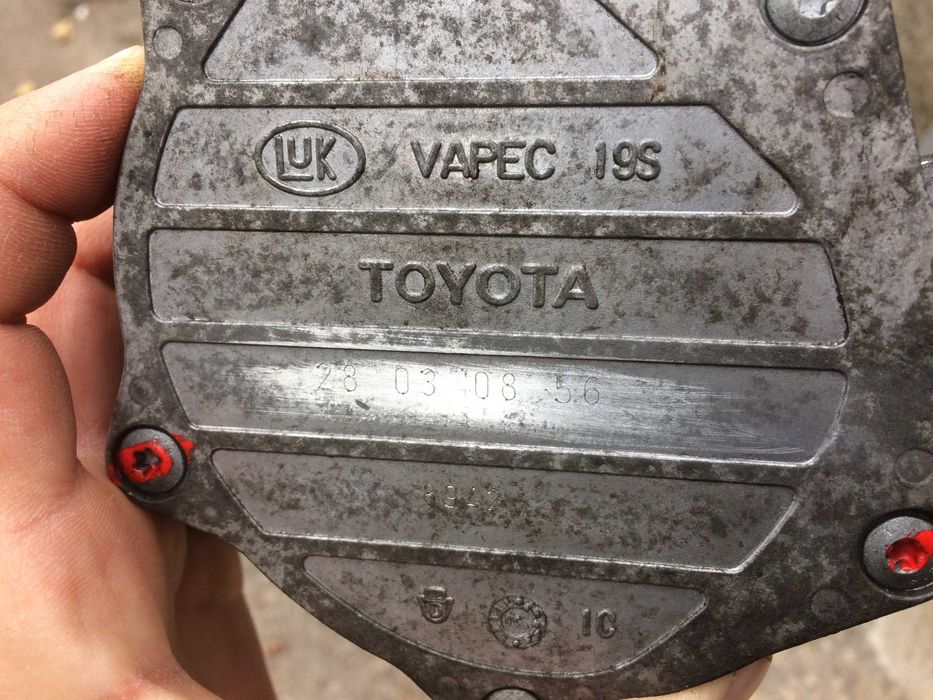 LUK VAPEC 19S
TOYOTA
28 03 08 56
8942
1C